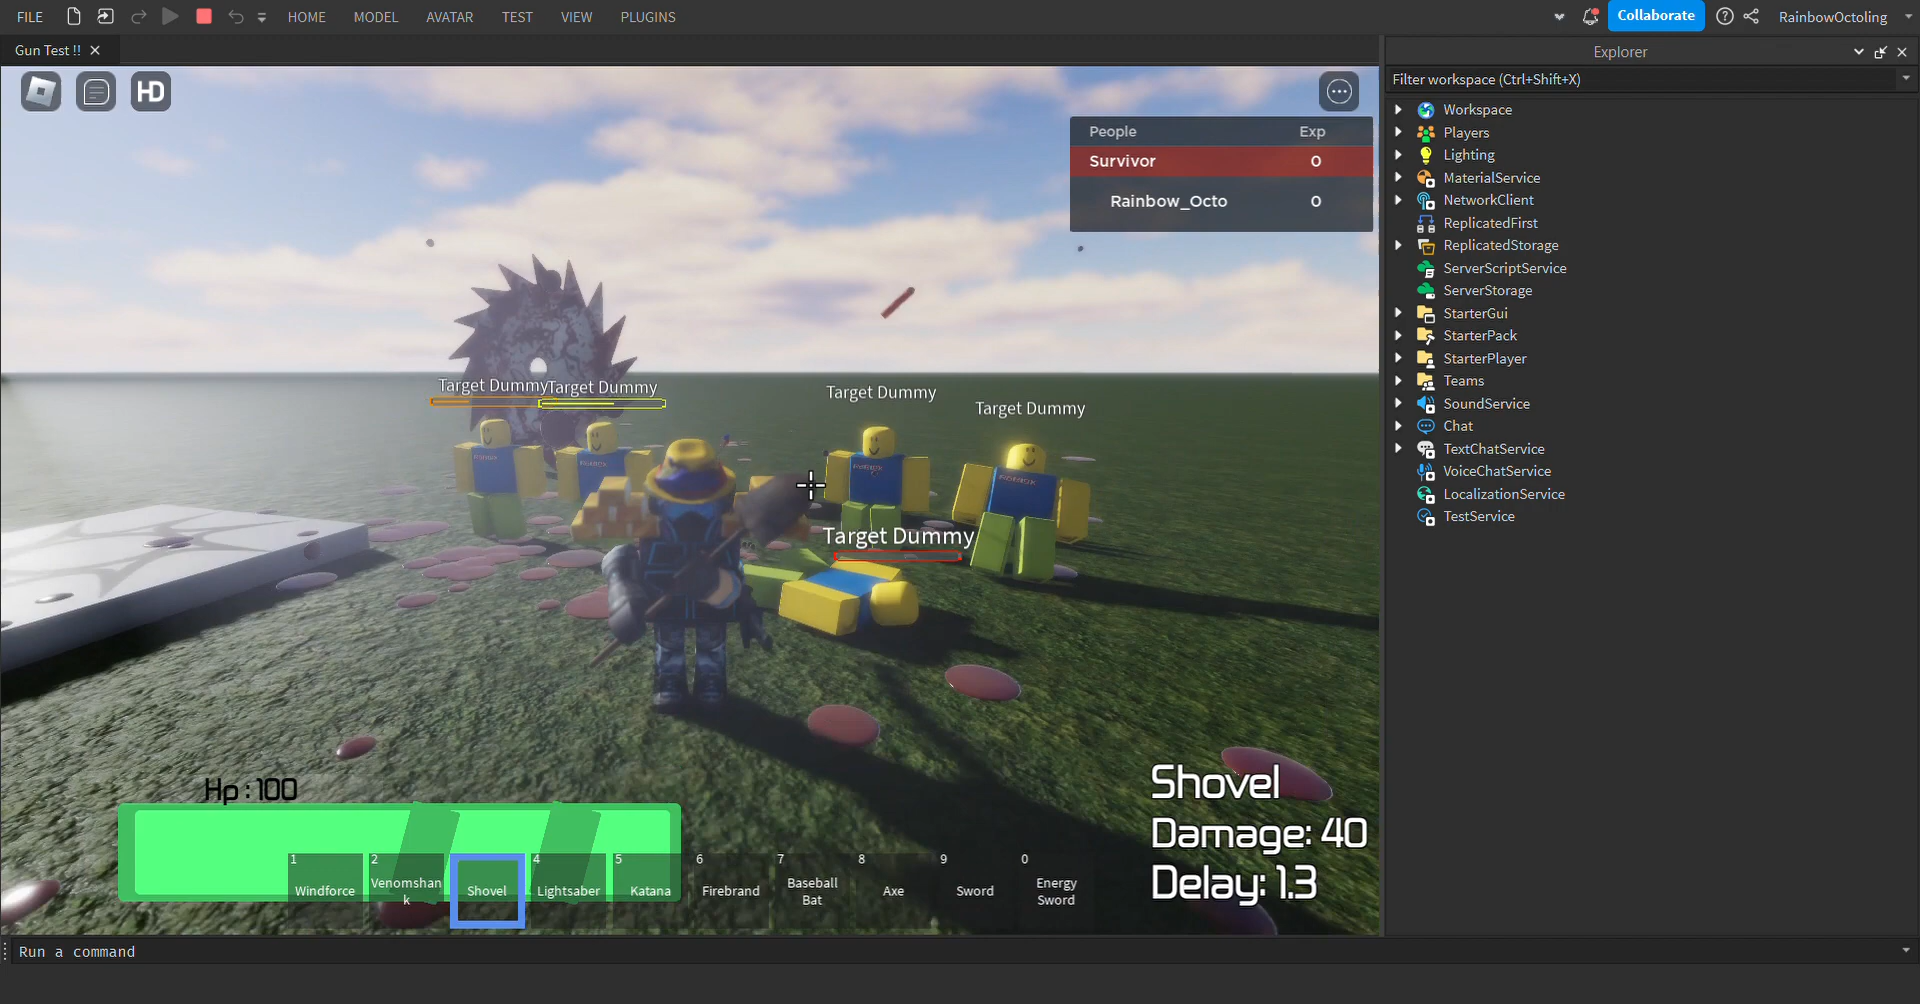 FILE HOME MODEL AVATAR TEST VIEW PLUGINS Collaborate RainbowOctoling
Gun Test !!
HD
People Exp
Survivor 0
Rainbow_Octo 0
Target Dummy Target Dummy
Target Dummy
Target Dummy
Target Dummy
Hp : 100
Shovel
Damage: 40
Delay: 1.3
1 Windforce
2 Venomshan
k
Shovel
4 Lightsaber
5 Katana
6 Firebrand
7 Baseball
Bat
8 Axe
9 Sword
0 Energy
Sword
Run a command
Explorer
Filter workspace (Ctrl+Shift+X)
Workspace
Players
Lighting
MaterialService
NetworkClient
ReplicatedFirst
ReplicatedStorage
ServerScriptService
ServerStorage
StarterGui
StarterPack
StarterPlayer
Teams
SoundService
Chat
TextChatService
VoiceChatService
LocalizationService
TestService